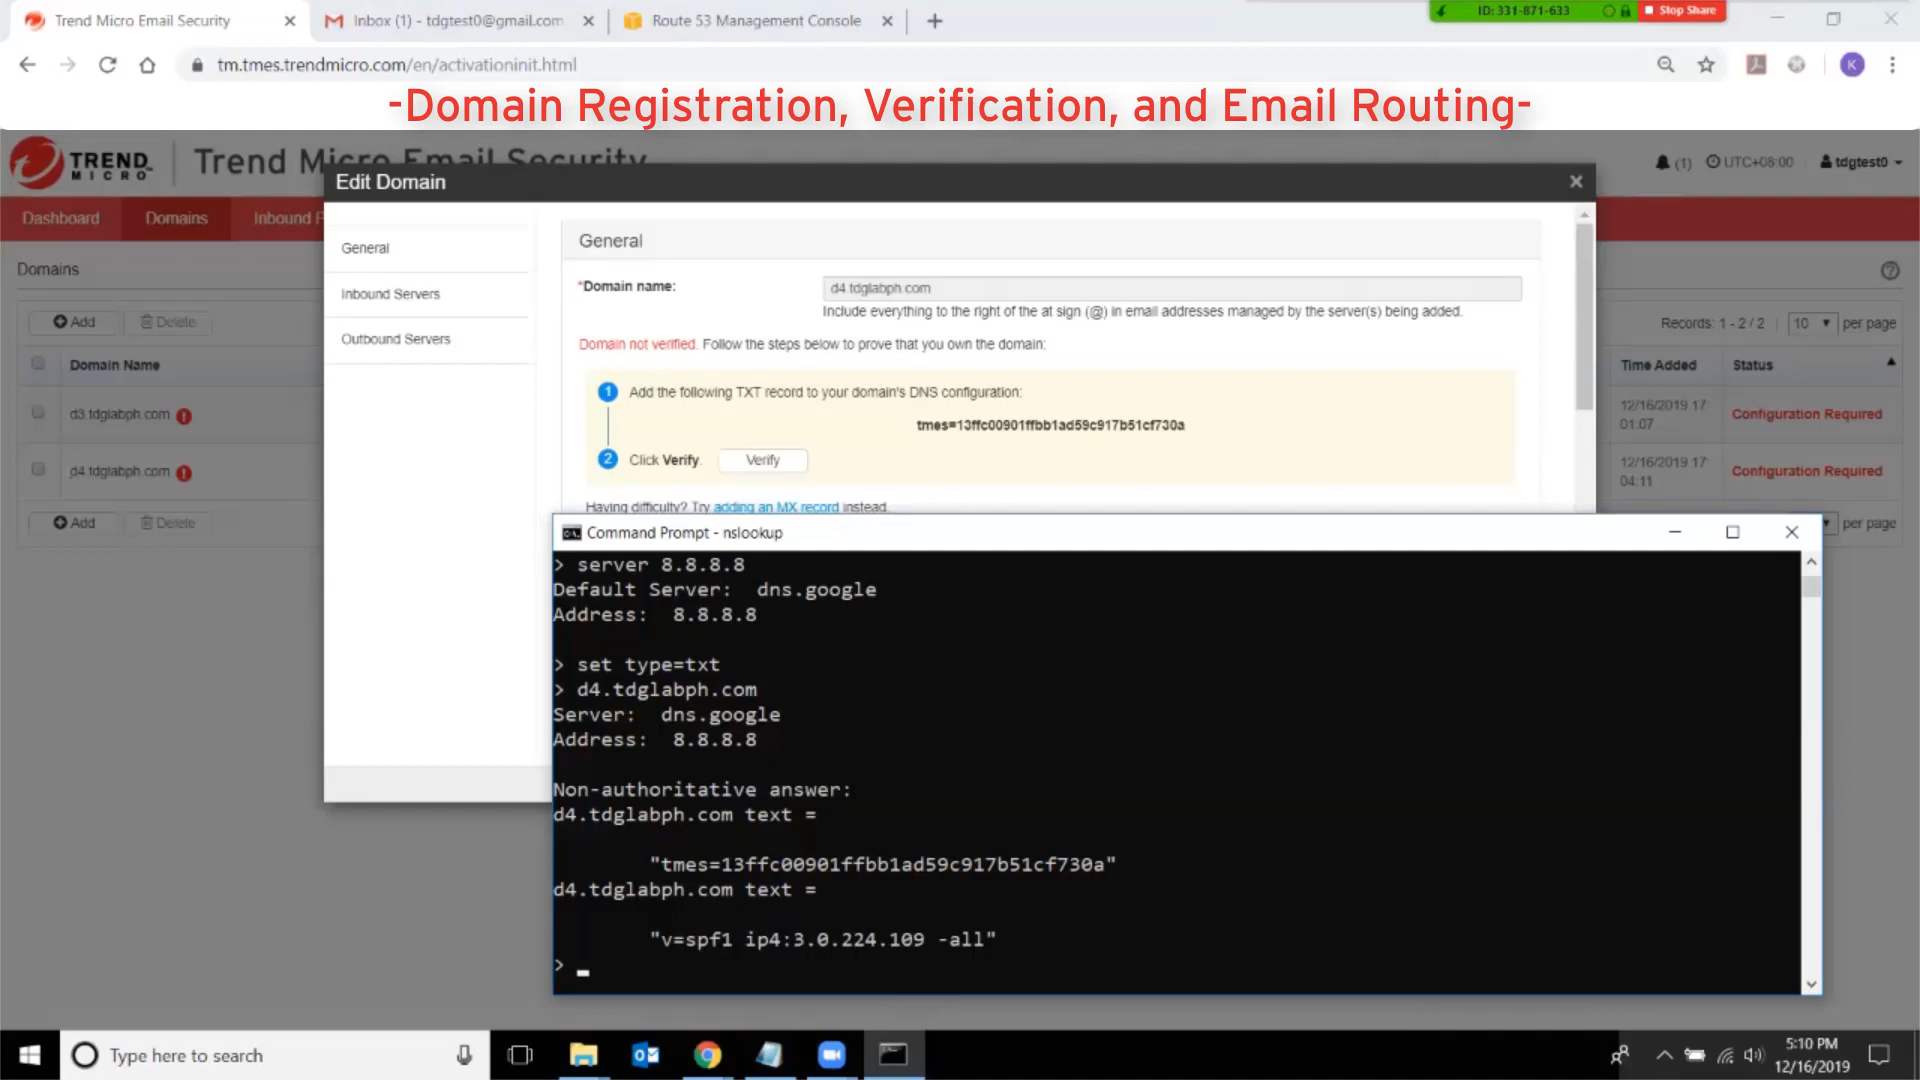 Trend Micro Email Security
Inbox (1) - tdgtest0@gmail.com
Route 53 Management Console
ID: 331-871-633
Stop Share
tm.tmes.trendmicro.com/en/activationinit.html
K
-Domain Registration, Verification, and Email Routing-
TREND MICRO
Trend Micro Email Security
(1) UTC+08:00 tdgtest0
Edit Domain
Dashboard
Domains
Inbound P
Domains
Add
Delete
Records: 1 - 2 / 2
10
per page
Domain Name
Time Added
Status
d3.tdglabph.com
12/16/2019 17:
01:07
Configuration Required
d4.tdglabph.com
12/16/2019 17:
04:11
Configuration Required
Add
Delete
per page
General
Inbound Servers
Outbound Servers
General
*Domain name:
d4.tdglabph.com
Include everything to the right of the at sign (@) in email addresses managed by the server(s) being added.
Domain not verified. Follow the steps below to prove that you own the domain:
1 Add the following TXT record to your domain's DNS configuration:
tmes=13ffc00901ffbb1ad59c917b51cf730a
2 Click Verify. Verify
Having difficulty? Try adding an MX record instead.
Command Prompt - nslookup
> server 8.8.8.8
Default Server: dns.google
Address: 8.8.8.8
> set type=txt
> d4.tdglabph.com
Server: dns.google
Address: 8.8.8.8
Non-authoritative answer:
d4.tdglabph.com text =
"tmes=13ffc00901ffbb1ad59c917b51cf730a"
d4.tdglabph.com text =
"v=spf1 ip4:3.0.224.109 -all"
>
Type here to search
5:10 PM
12/16/2019